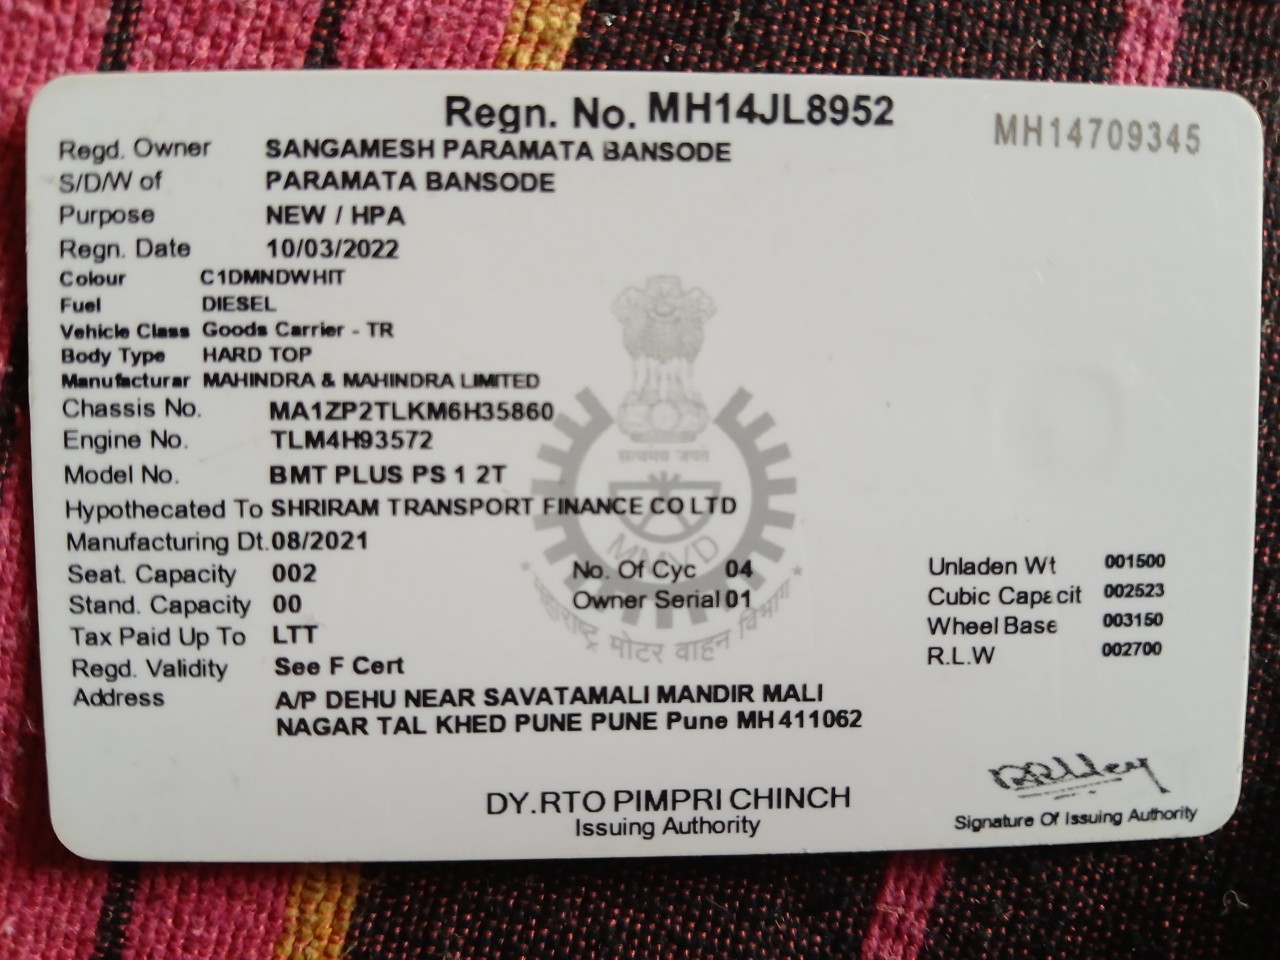 Regn. No. MH14JL8952
MH14709345
Regd. Owner SANGAMESH PARAMATA BANSODE
S/D/W of PARAMATA BANSODE
Purpose NEW / HPA
Regn. Date 10/03/2022
Colour C1DMNDWHIT
Fuel DIESEL
Vehicle Class Goods Carrier - TR
Body Type HARD TOP
Manufacturar MAHINDRA & MAHINDRA LIMITED
Chassis No. MA1ZP2TLKM6H35860
Engine No. TLM4H93572
सत्यमेव जयते
Model No. BMT PLUS PS 1 2T
Hypothecated To SHRIRAM TRANSPORT FINANCE CO LTD
Manufacturing Dt. 08/2021
MMVD
Seat. Capacity 002 No. Of Cyc 04 Unladen Wt 001500
Stand. Capacity 00 Owner Serial 01 Cubic Capacit 002523
Wheel Base 003150
Tax Paid Up To LTT
महाराष्ट्र मोटर वाहन विभाग
R.L.W 002700
Regd. Validity See F Cert
Address A/P DEHU NEAR SAVATAMALI MANDIR MALI
NAGAR TAL KHED PUNE PUNE Pune MH 411062
DY.RTO PIMPRI CHINCH
Issuing Authority
Signature Of Issuing Authority